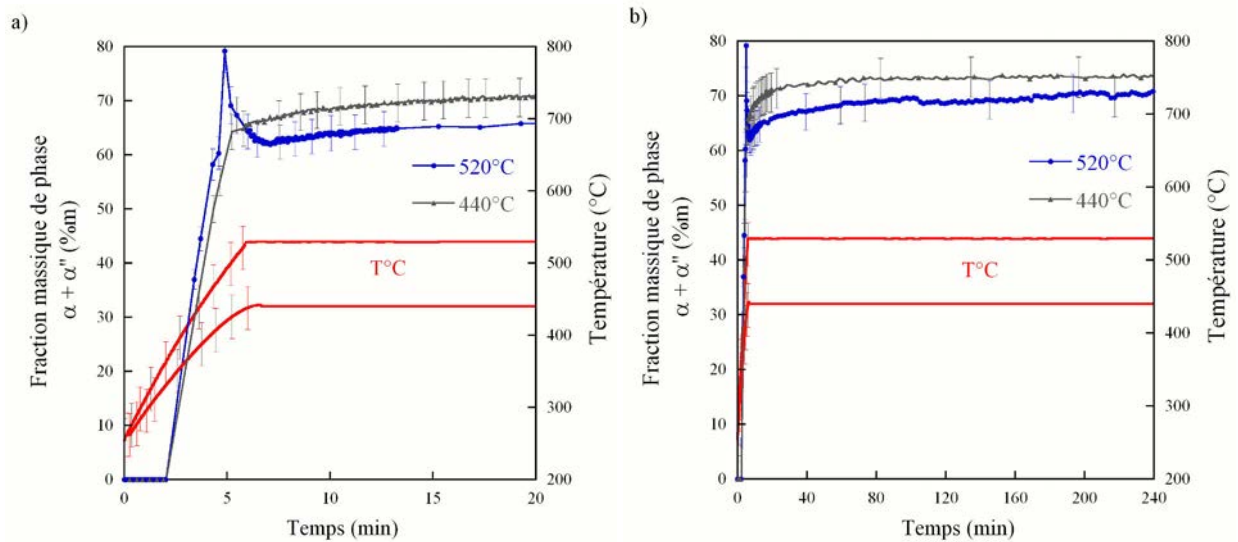 a)
80
70
60
50
40
30
20
10
0
Fraction massique de phase
α + α" (%m)
520°C
440°C
T°C
800
700
600
500
400
300
200
Température (°C)
0
5
10
15
20
Temps (min)
b)
80
70
60
50
40
30
20
10
0
Fraction massique de phase
α + α" (%m)
520°C
440°C
T°C
800
700
600
500
400
300
200
Température (°C)
0
40
80
120
160
200
240
Temps (min)